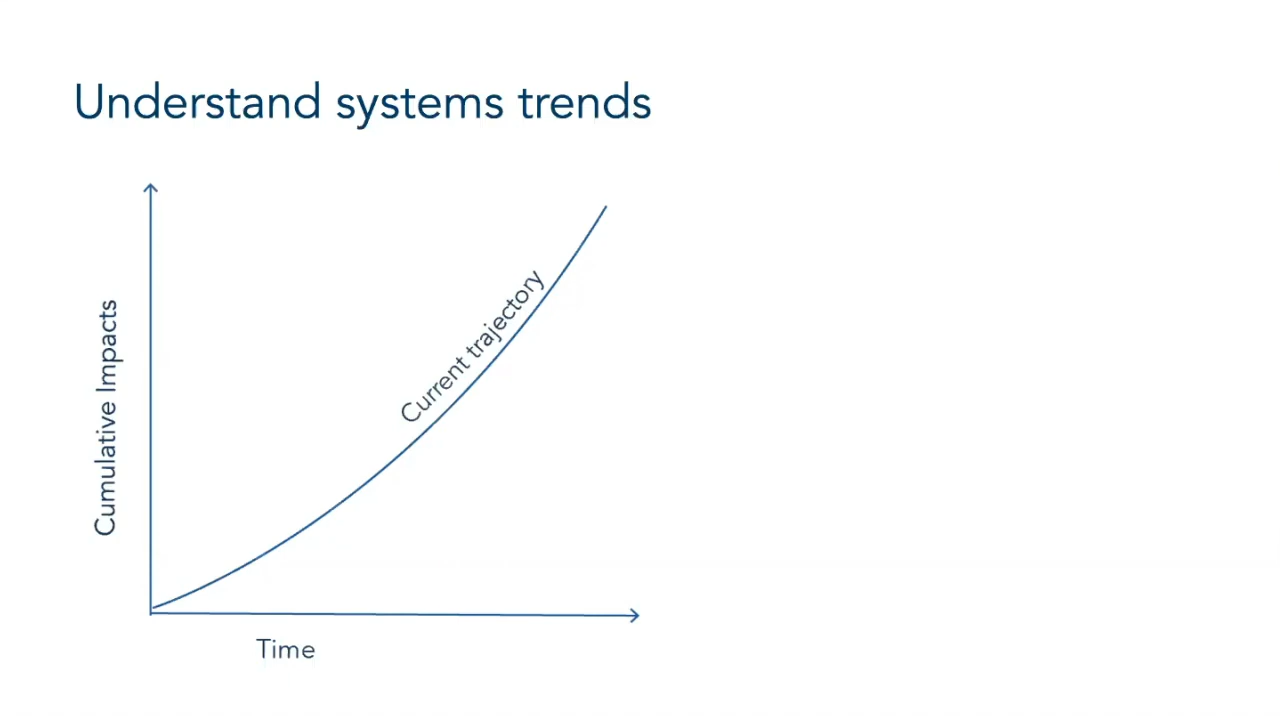 Understand systems trends
Cumulative Impacts
Current trajectory
Time